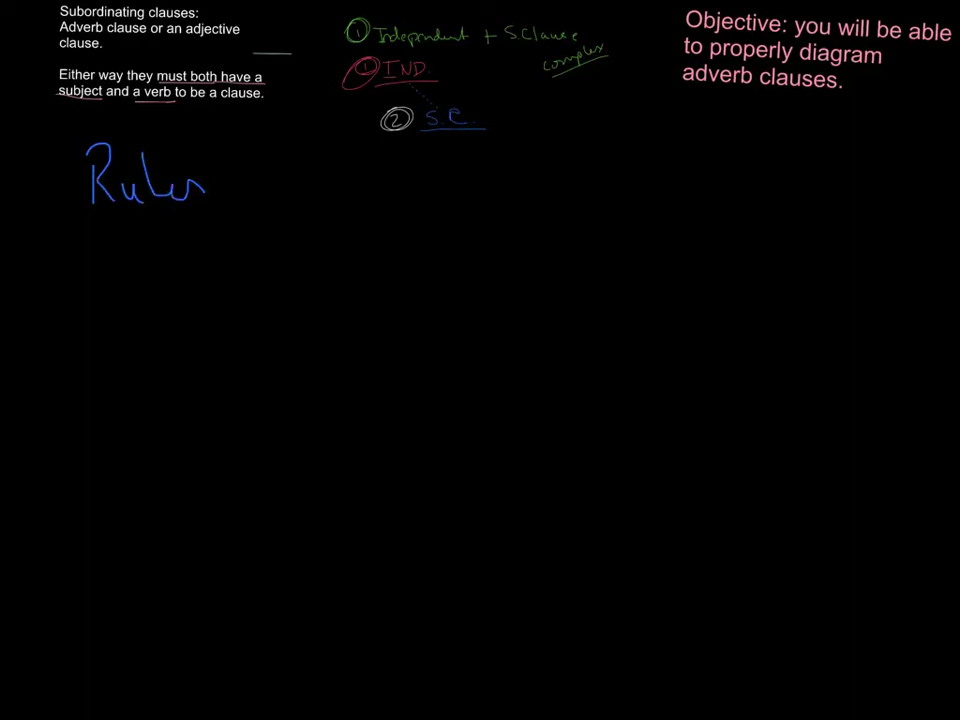 Subordinating clauses:
Adverb clause or an adjective
clause.
Either way they must both have a
subject and a verb to be a clause.
① Independent + S.Clause
complex
① IND.
② S.C.
Objective: you will be able
to properly diagram
adverb clauses.
Rules